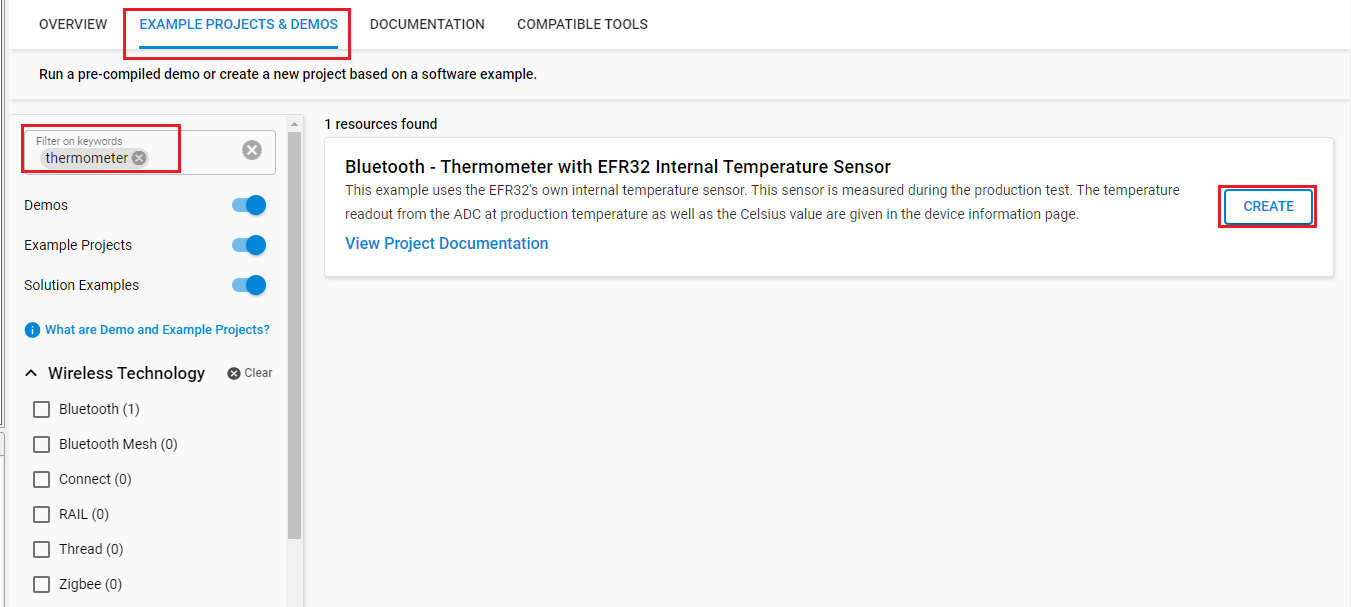 OVERVIEW EXAMPLE PROJECTS & DEMOS DOCUMENTATION COMPATIBLE TOOLS
Run a pre-compiled demo or create a new project based on a software example.
Filter on keywords
thermometer
Demos
Example Projects
Solution Examples
What are Demo and Example Projects?
Wireless Technology Clear
Bluetooth (1)
Bluetooth Mesh (0)
Connect (0)
RAIL (0)
Thread (0)
Zigbee (0)
1 resources found
Bluetooth - Thermometer with EFR32 Internal Temperature Sensor
This example uses the EFR32's own internal temperature sensor. This sensor is measured during the production test. The temperature
readout from the ADC at production temperature as well as the Celsius value are given in the device information page.
View Project Documentation
CREATE